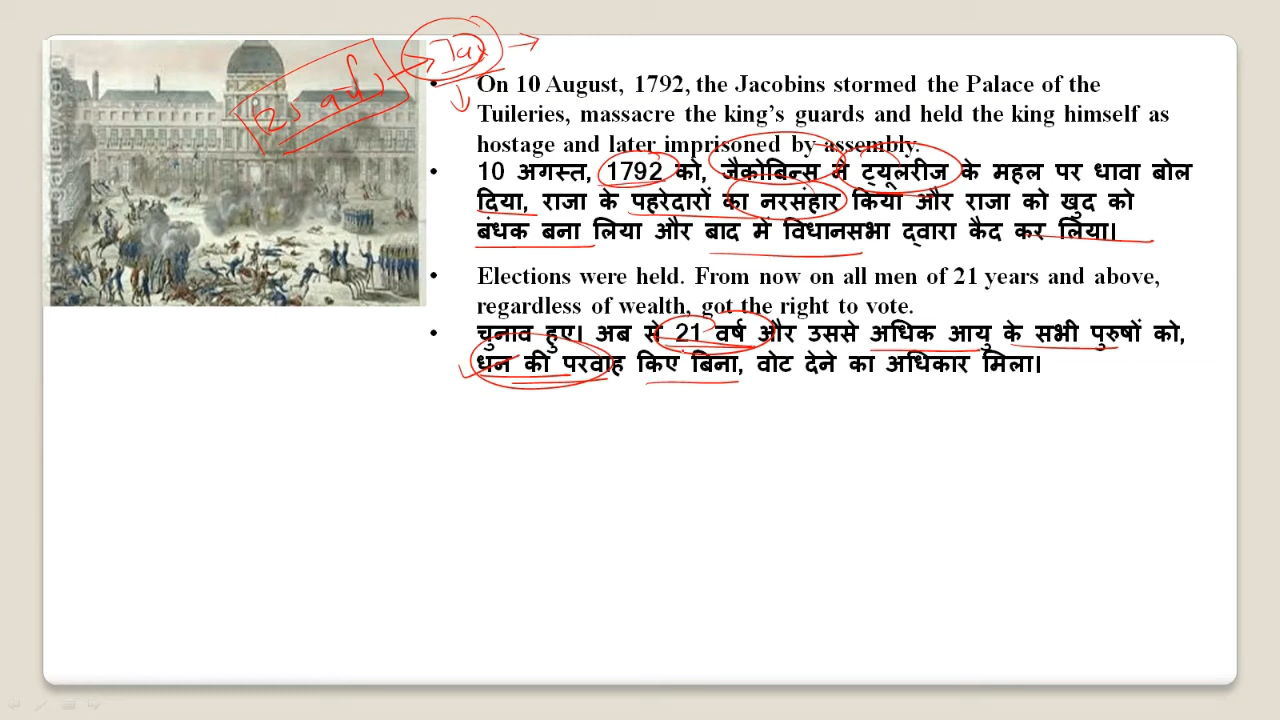 Tax
On 10 August, 1792, the Jacobins stormed the Palace of the
Tuileries, massacre the king's guards and held the king himself as
hostage and later imprisoned by assembly.
10 अगस्त, 1792 को, जैकोबिन्स में ट्यूलरीज के महल पर धावा बोल
दिया, राजा के पहरेदारों का नरसंहार किया और राजा को खुद को
बंधक बना लिया और बाद में विधानसभा द्वारा कैद कर लिया।
Elections were held. From now on all men of 21 years and above,
regardless of wealth, got the right to vote.
चुनाव हुए। अब से 21 वर्ष और उससे अधिक आयु के सभी पुरुषों को,
धन की परवाह किए बिना, वोट देने का अधिकार मिला।